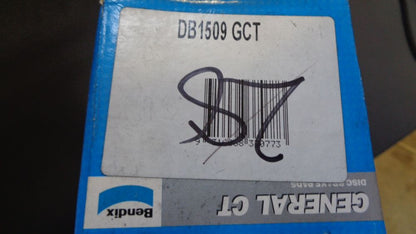 DB1509 GCT
GENERAL CT
DISC BRAKE PADS
Bendix